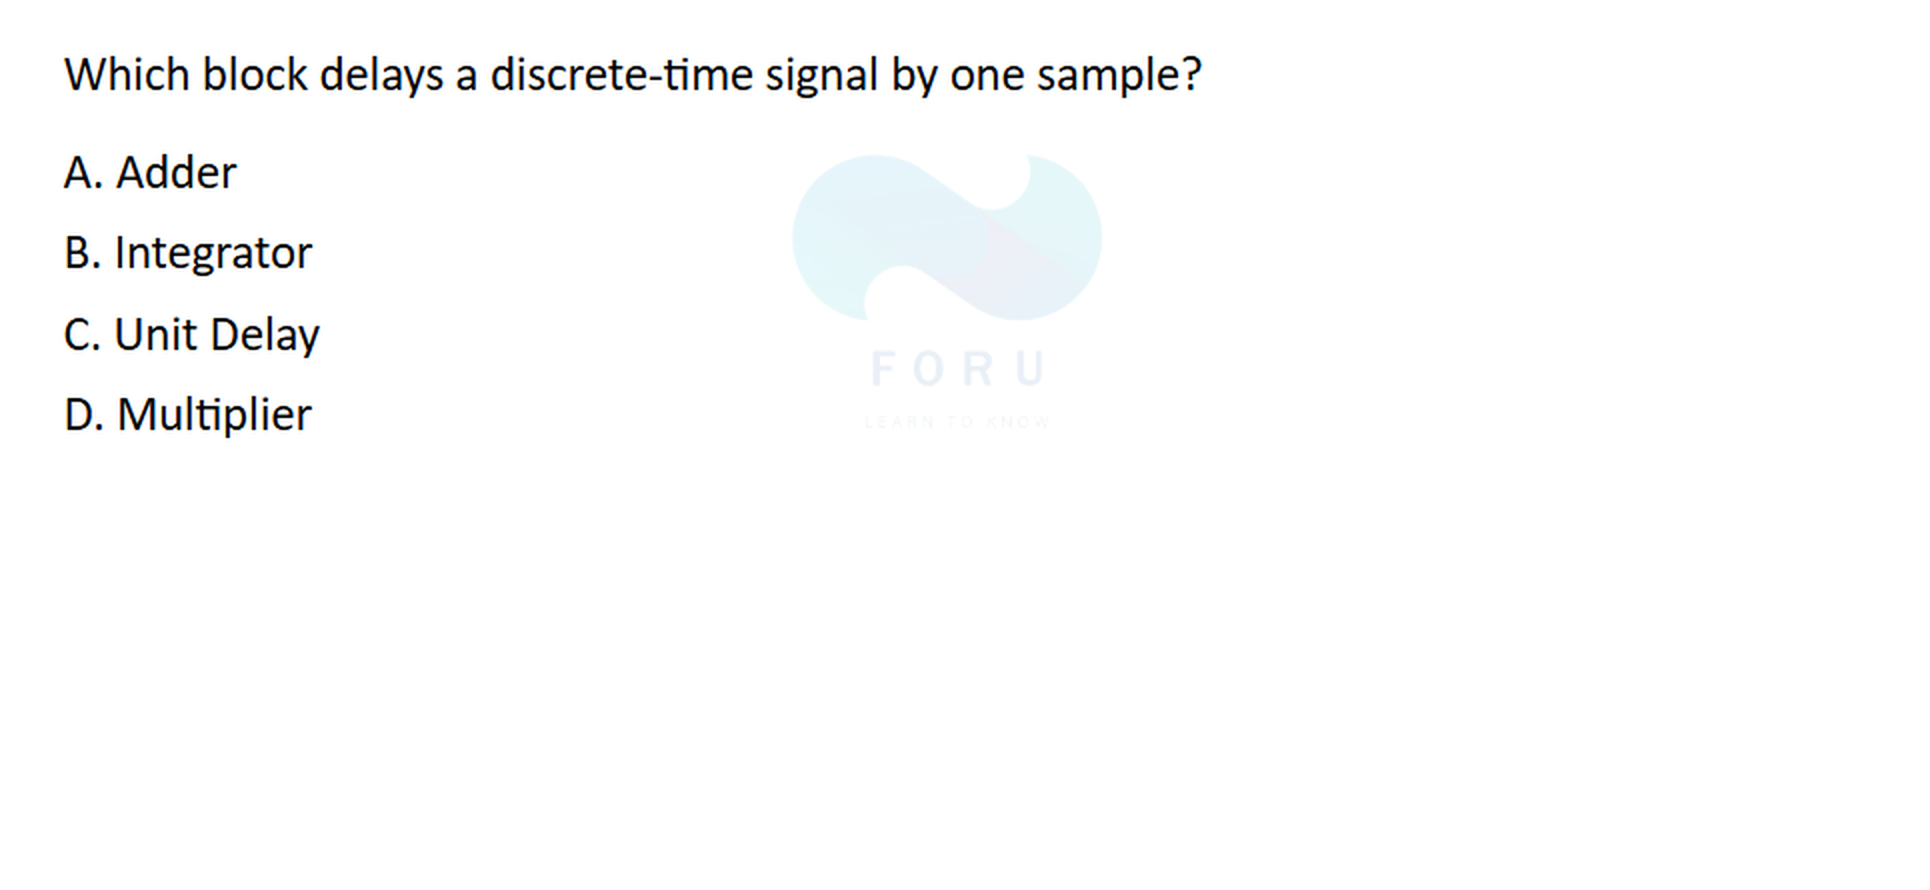 Which block delays a discrete-time signal by one sample?
A. Adder
B. Integrator
C. Unit Delay
D. Multiplier
FORU
LEARN TO KNOW